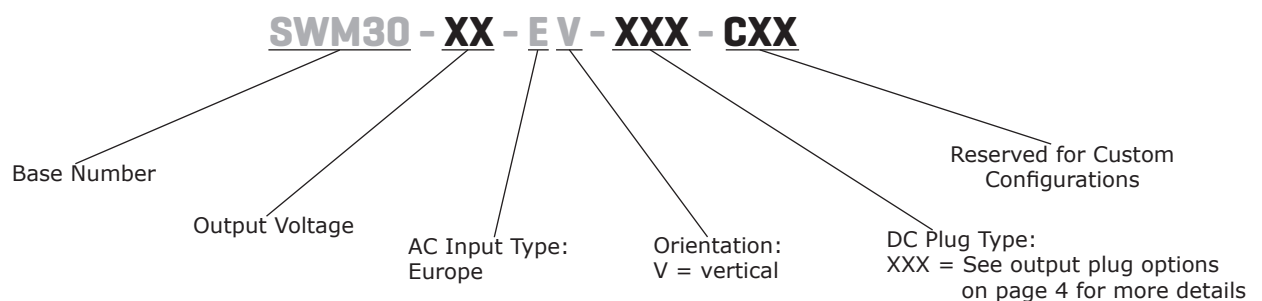 SWM30 - XX - E V - XXX - CXX
Base Number
Output Voltage
AC Input Type:
Europe
Orientation:
V = vertical
DC Plug Type:
XXX = See output plug options
on page 4 for more details
Reserved for Custom
Configurations